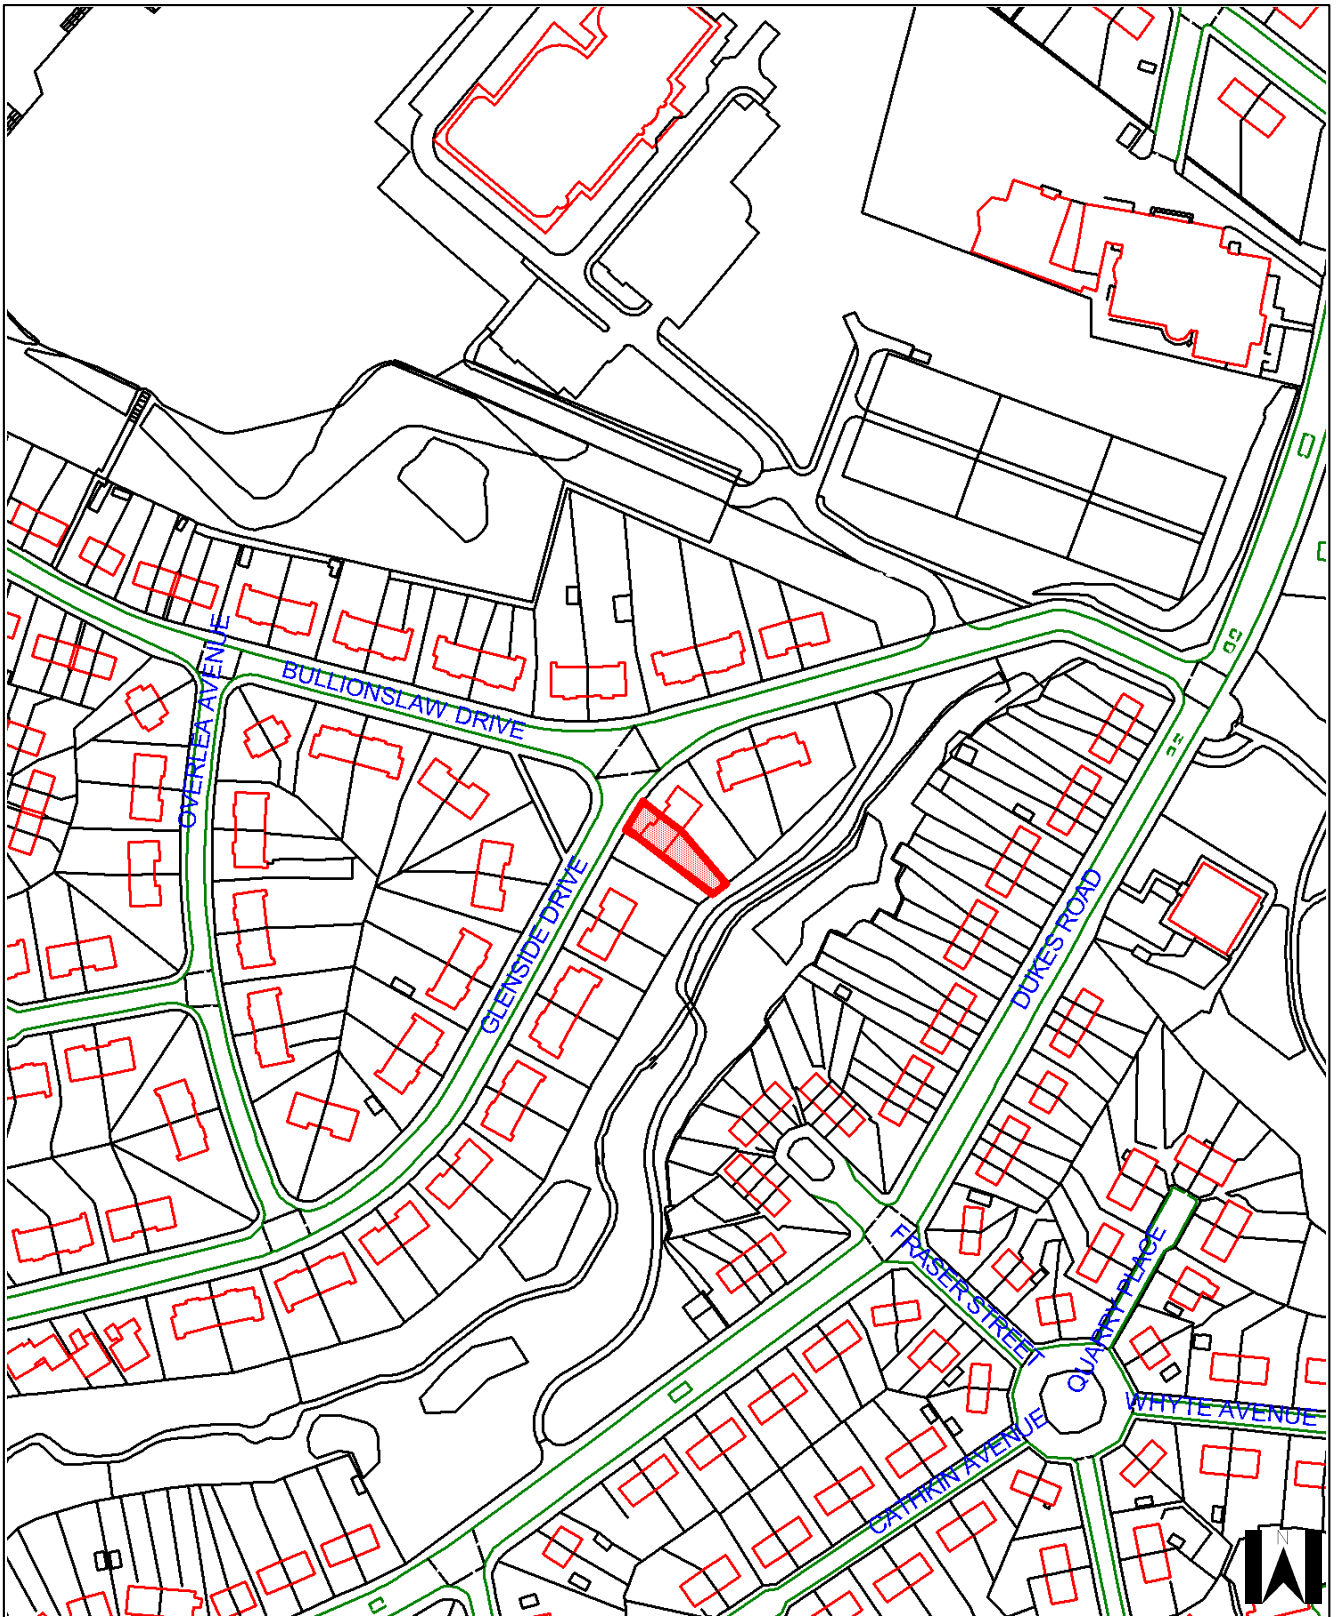 OVERLEA AVENUE
BULLIONSLAW DRIVE
GLENSIDE DRIVE
DUKES ROAD
FRASER STREET
QUARRY PLACE
WHYTE AVENUE
CATHKIN AVENUE
N